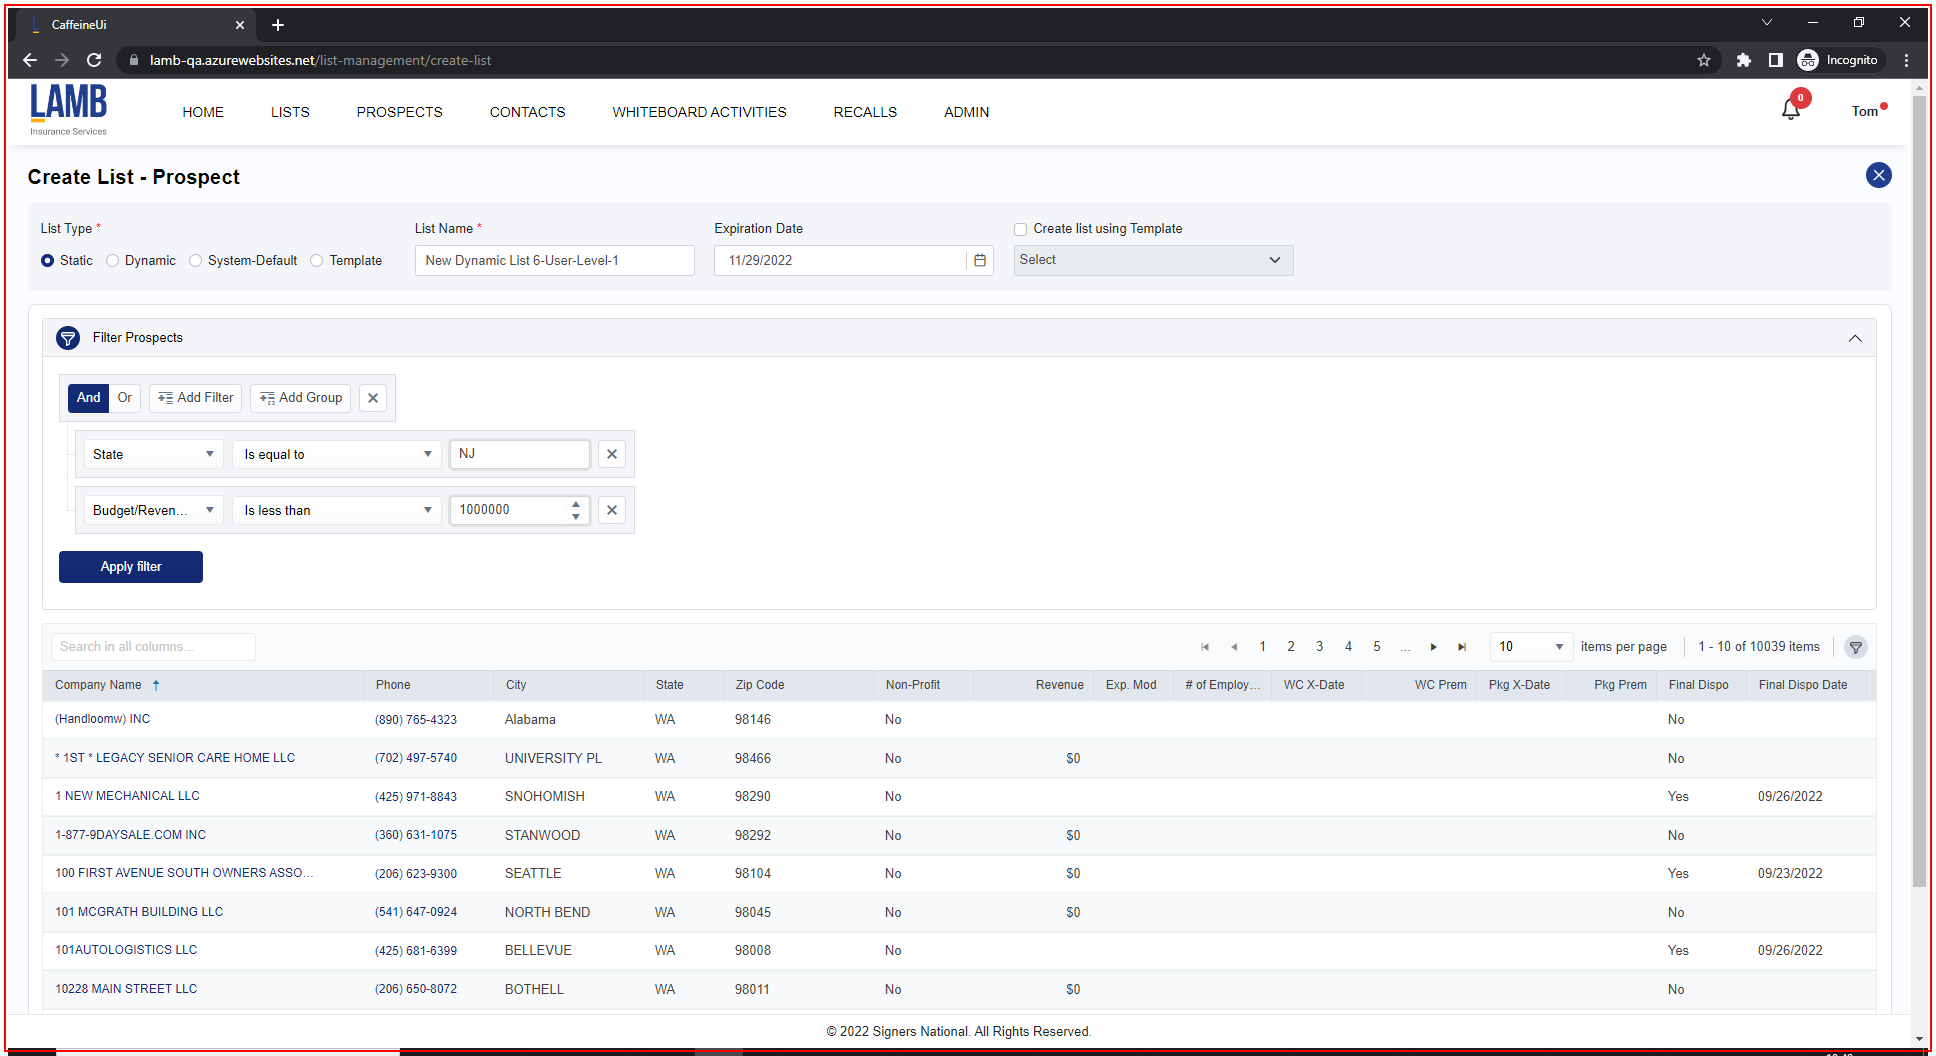 CaffeineUi
lamb-qa.azurewebsites.net/list-management/create-list
Incognito
LAMB
Insurance Services
HOME LISTS PROSPECTS CONTACTS WHITEBOARD ACTIVITIES RECALLS ADMIN
0
Tom
Create List - Prospect
List Type * List Name * Expiration Date Create list using Template
Static Dynamic System-Default Template New Dynamic List 6-User-Level-1 11/29/2022 Select
Filter Prospects
And Or Add Filter Add Group
State Is equal to NJ
Budget/Reven... Is less than 1000000
Apply filter
Search in all columns... 1 2 3 4 5 ... 10 items per page 1 - 10 of 10039 items
Company Name Phone City State Zip Code Non-Profit Revenue Exp. Mod # of Employ... WC X-Date WC Prem Pkg X-Date Pkg Prem Final Dispo Final Dispo Date
(Handloomw) INC (890) 765-4323 Alabama WA 98146 No No
* 1ST * LEGACY SENIOR CARE HOME LLC (702) 497-5740 UNIVERSITY PL WA 98466 No $0 No
1 NEW MECHANICAL LLC (425) 971-8843 SNOHOMISH WA 98290 No Yes 09/26/2022
1-877-9DAYSALE.COM INC (360) 631-1075 STANWOOD WA 98292 No $0 No
100 FIRST AVENUE SOUTH OWNERS ASSO... (206) 623-9300 SEATTLE WA 98104 No $0 Yes 09/23/2022
101 MCGRATH BUILDING LLC (541) 647-0924 NORTH BEND WA 98045 No $0 No
101AUTOLOGISTICS LLC (425) 681-6399 BELLEVUE WA 98008 No Yes 09/26/2022
10228 MAIN STREET LLC (206) 650-8072 BOTHELL WA 98011 No $0 No
© 2022 Signers National. All Rights Reserved.